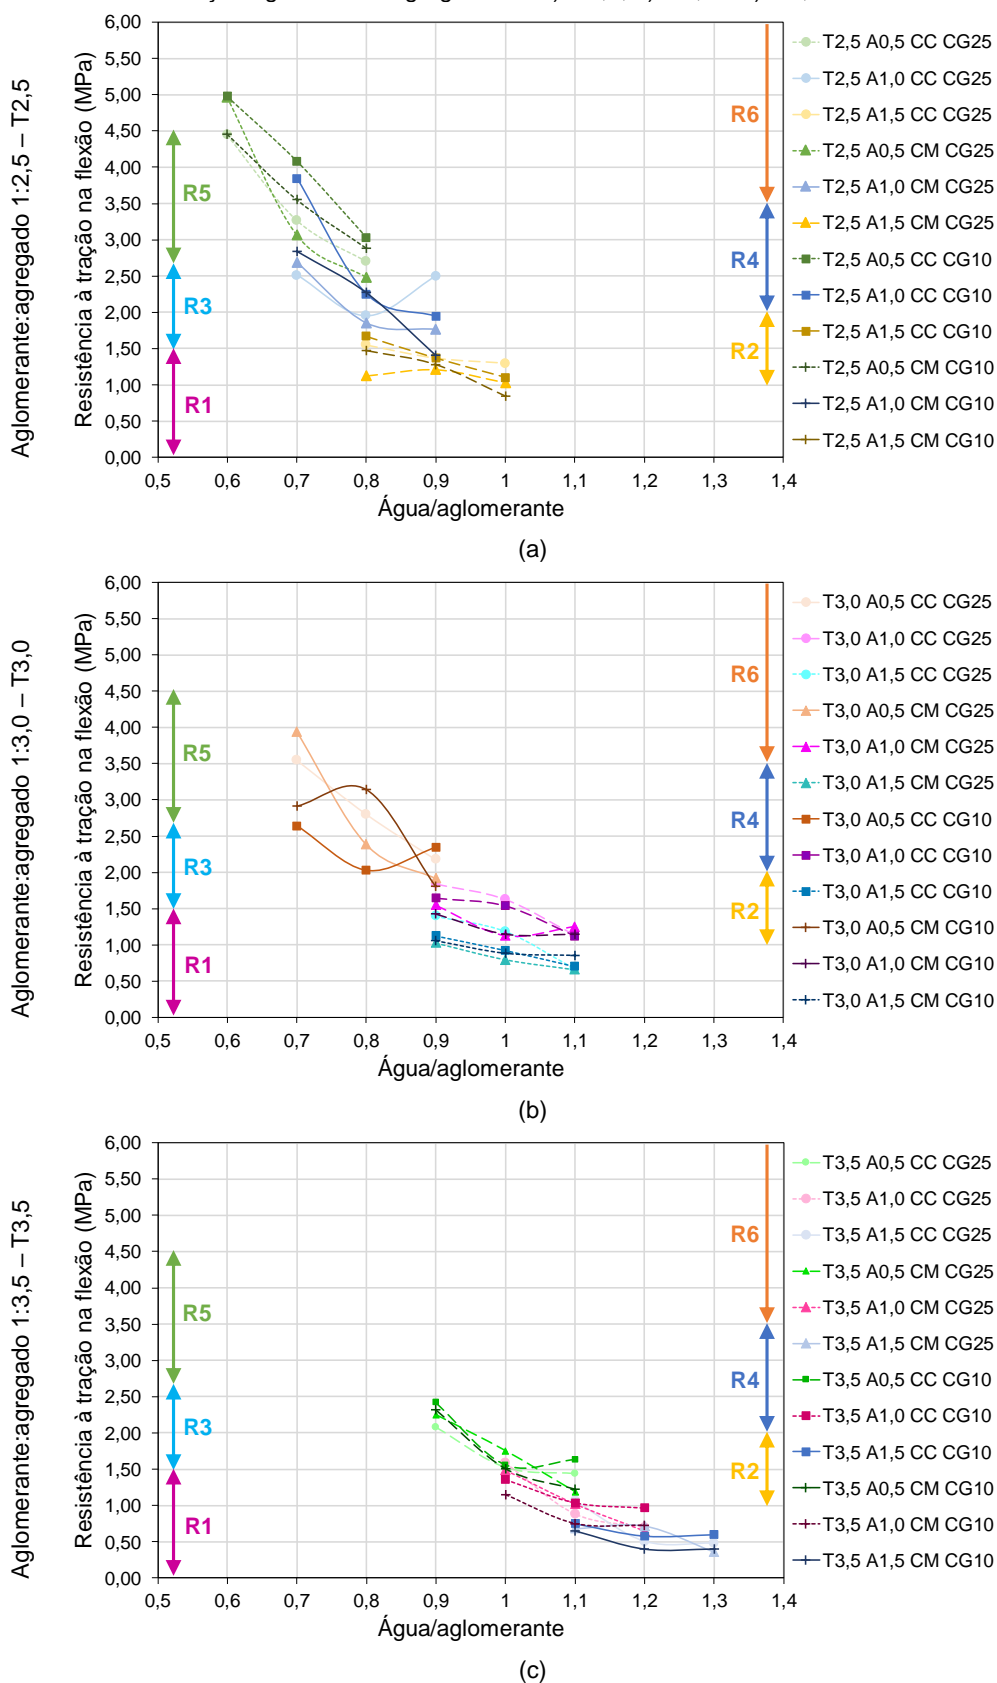 Aglomerante:agregado 1:2,5 – T2,5
Resistência à tração na flexão (MPa)
6,00
5,50
5,00
4,50
4,00
3,50
3,00
2,50
2,00
1,50
1,00
0,50
0,00
R5
R3
R1
R6
R4
R2
0,5 0,6 0,7 0,8 0,9 1 1,1 1,2 1,3 1,4
Água/aglomerante
T2,5 A0,5 CC CG25
T2,5 A1,0 CC CG25
T2,5 A1,5 CC CG25
T2,5 A0,5 CM CG25
T2,5 A1,0 CM CG25
T2,5 A1,5 CM CG25
T2,5 A0,5 CC CG10
T2,5 A1,0 CC CG10
T2,5 A1,5 CC CG10
T2,5 A0,5 CM CG10
T2,5 A1,0 CM CG10
T2,5 A1,5 CM CG10
(a)
Aglomerante:agregado 1:3,0 – T3,0
Resistência à tração na flexão (MPa)
6,00
5,50
5,00
4,50
4,00
3,50
3,00
2,50
2,00
1,50
1,00
0,50
0,00
R5
R3
R1
R6
R4
R2
0,5 0,6 0,7 0,8 0,9 1 1,1 1,2 1,3 1,4
Água/aglomerante
T3,0 A0,5 CC CG25
T3,0 A1,0 CC CG25
T3,0 A1,5 CC CG25
T3,0 A0,5 CM CG25
T3,0 A1,0 CM CG25
T3,0 A1,5 CM CG25
T3,0 A0,5 CC CG10
T3,0 A1,0 CC CG10
T3,0 A1,5 CC CG10
T3,0 A0,5 CM CG10
T3,0 A1,0 CM CG10
T3,0 A1,5 CM CG10
(b)
Aglomerante:agregado 1:3,5 – T3,5
Resistência à tração na flexão (MPa)
6,00
5,50
5,00
4,50
4,00
3,50
3,00
2,50
2,00
1,50
1,00
0,50
0,00
R5
R3
R1
R6
R4
R2
0,5 0,6 0,7 0,8 0,9 1 1,1 1,2 1,3 1,4
Água/aglomerante
T3,5 A0,5 CC CG25
T3,5 A1,0 CC CG25
T3,5 A1,5 CC CG25
T3,5 A0,5 CM CG25
T3,5 A1,0 CM CG25
T3,5 A1,5 CM CG25
T3,5 A0,5 CC CG10
T3,5 A1,0 CC CG10
T3,5 A1,5 CC CG10
T3,5 A0,5 CM CG10
T3,5 A1,0 CM CG10
T3,5 A1,5 CM CG10
(c)